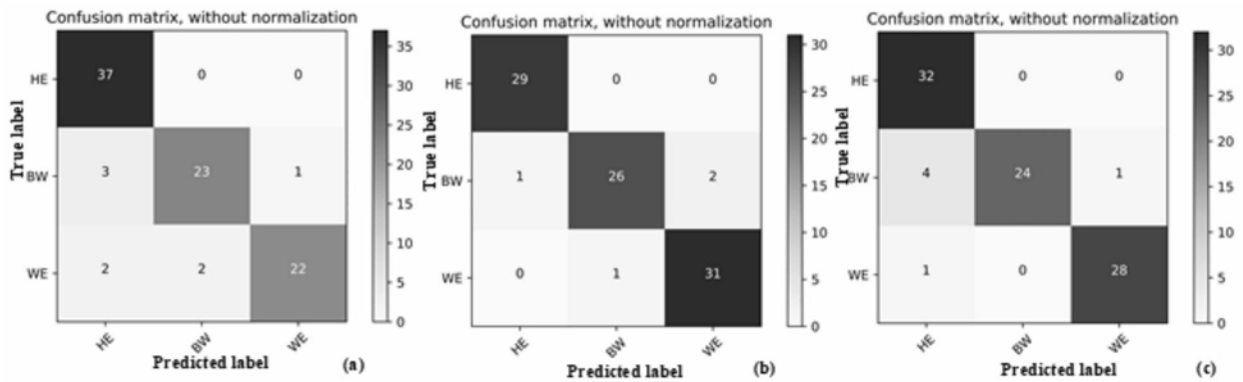 Confusion matrix, without normalization
True label
HE
BW
WE
37 0 0
3 23 1
2 2 22
HE BW WE
Predicted label
(a)
35
30
25
20
15
10
5
0
Confusion matrix, without normalization
True label
HE
BW
WE
29 0 0
1 26 2
0 1 31
HE BW WE
Predicted label
(b)
30
25
20
15
10
5
0
Confusion matrix, without normalization
True label
HE
BW
WE
32 0 0
4 24 1
1 0 28
HE BW WE
Predicted label
(c)
30
25
20
15
10
5
0